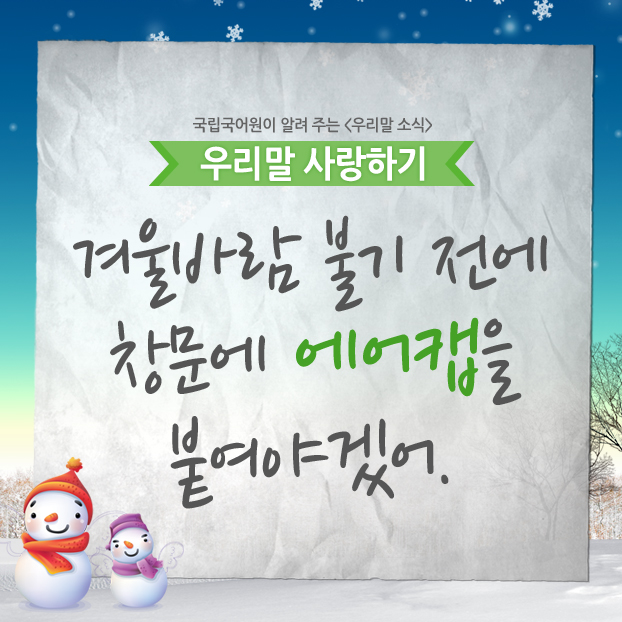 국립국어원이 알려 주는 <우리말 소식>
우리말 사랑하기
겨울바람 불기 전에
창문에 에어캡을
붙여야겠어.